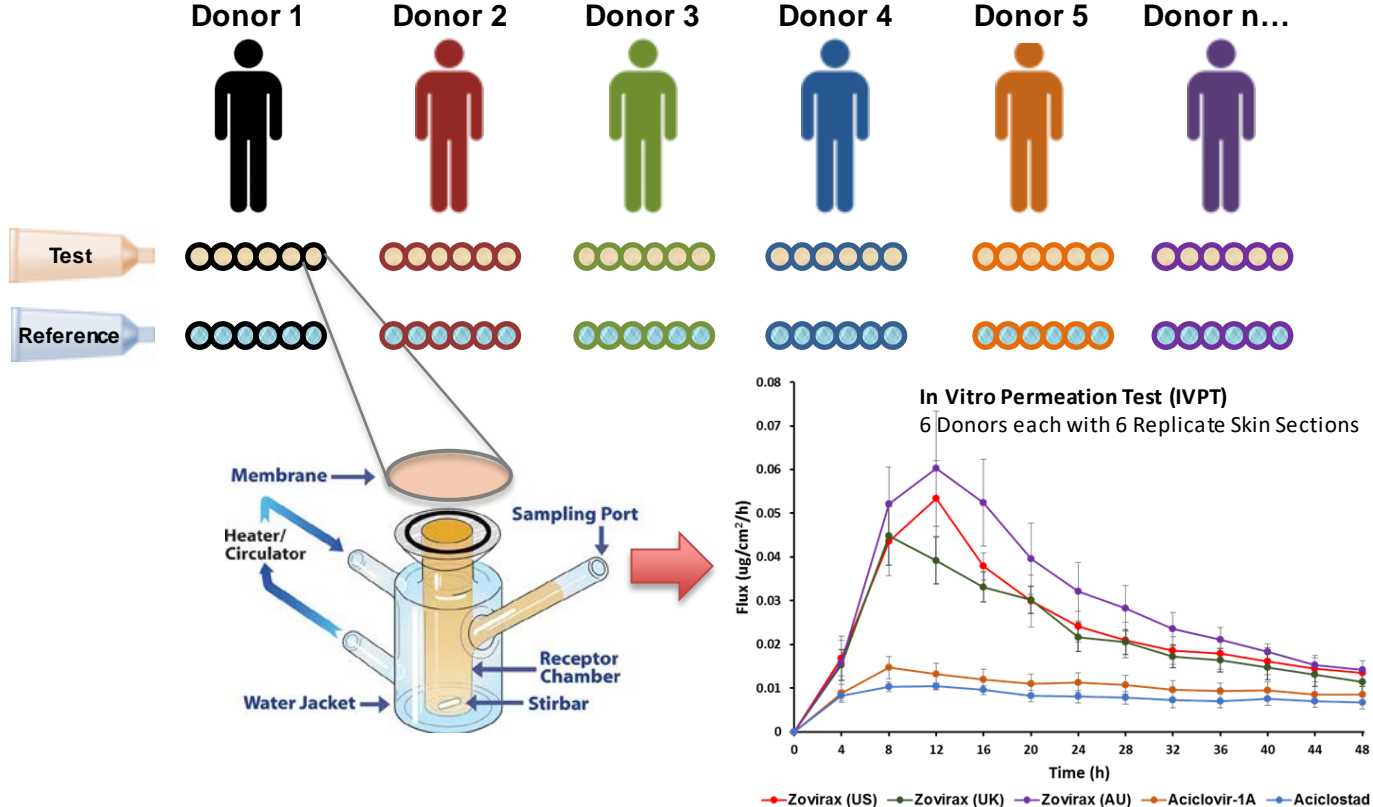 Donor 1
Donor 2
Donor 3
Donor 4
Donor 5
Donor n...
Test
Reference
Membrane
Sampling Port
Heater/
Circulator
Receptor
Chamber
Water Jacket
Stirbar
In Vitro Permeation Test (IVPT)
6 Donors each with 6 Replicate Skin Sections
Flux (ug/cm²/h)
0.08
0.07
0.06
0.05
0.04
0.03
0.02
0.01
0
0 4 8 12 16 20 24 28 32 36 40 44 48
Time (h)
Zovirax (US) Zovirax (UK) Zovirax (AU) Aciclovir-1A Aciclostad